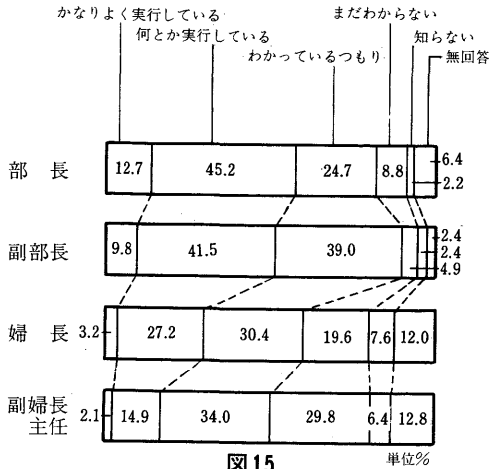 かなりよく実行している
何とか実行している
わかっているつもり
まだわからない
知らない
無回答
部長
12.7 45.2 24.7 8.8 2.2 6.4
副部長
9.8 41.5 39.0 4.9 2.4 2.4
婦長
3.2 27.2 30.4 19.6 7.6 12.0
副婦長
主任
2.1 14.9 34.0 29.8 6.4 12.8
図15
単位%